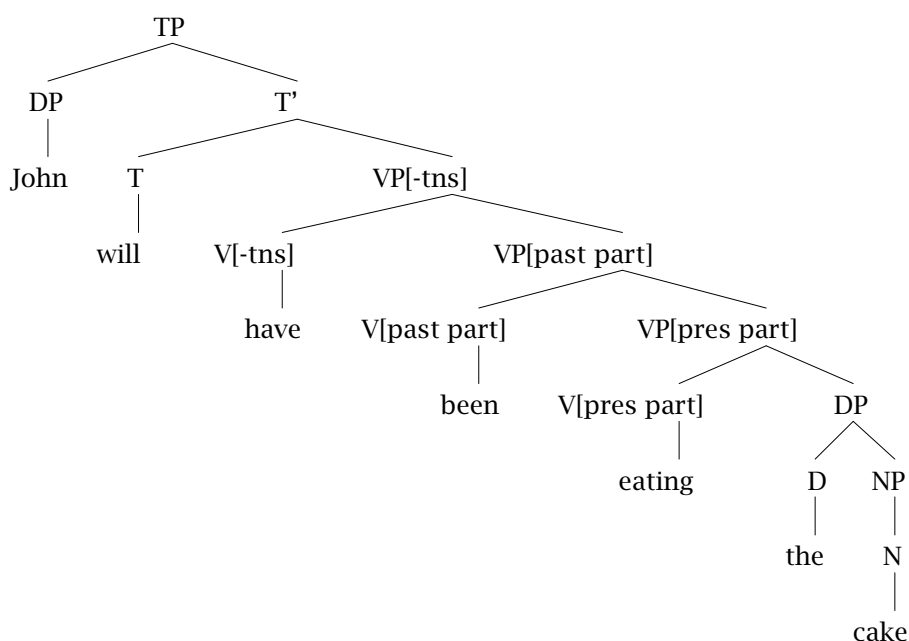 TP
DP T’
John T VP[-tns]
will V[-tns] VP[past part]
have V[past part] VP[pres part]
been V[pres part] DP
eating D NP
the N
cake